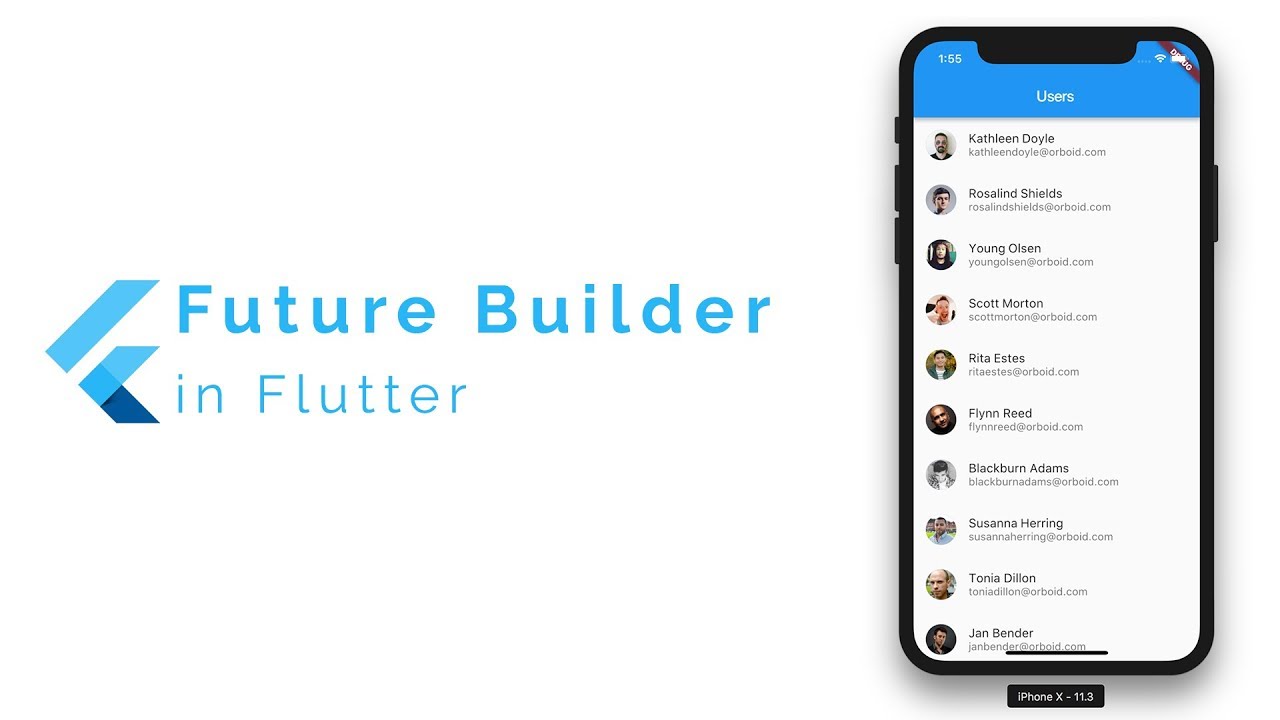 Future Builder
in Flutter
1:55
DEBUG
Users
Kathleen Doyle
kathleendoyle@orboid.com
Rosalind Shields
rosalindshields@orboid.com
Young Olsen
youngolsen@orboid.com
Scott Morton
scottmorton@orboid.com
Rita Estes
ritaestes@orboid.com
Flynn Reed
flynnreed@orboid.com
Blackburn Adams
blackburnadams@orboid.com
Susanna Herring
susannaherring@orboid.com
Tonia Dillon
toniadillon@orboid.com
Jan Bender
janbender@orboid.com
iPhone X - 11.3